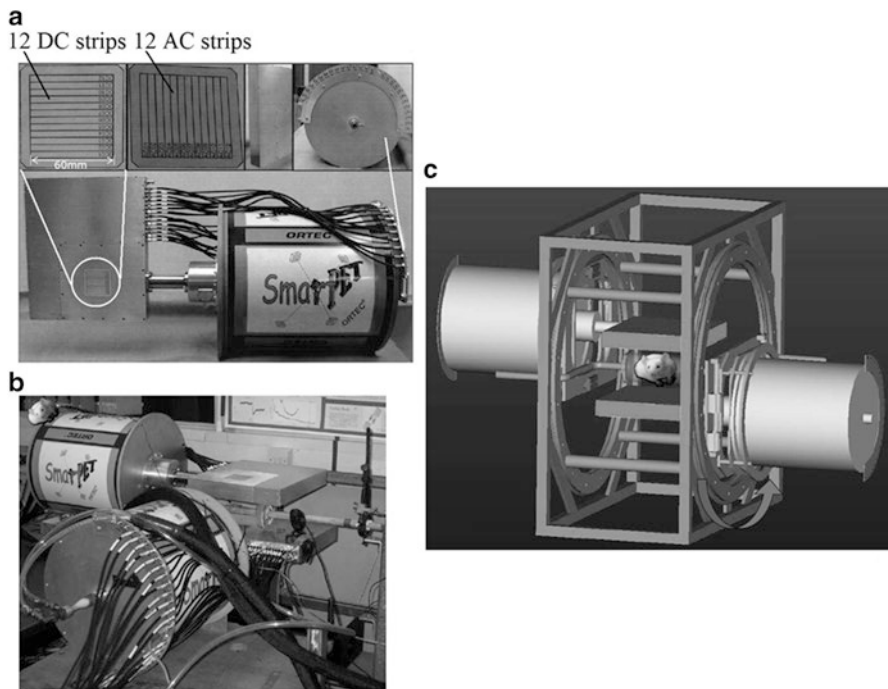 a
12 DC strips 12 AC strips
60mm
ORTEC
SmartPET
ORTEC
b
SmartPET
c